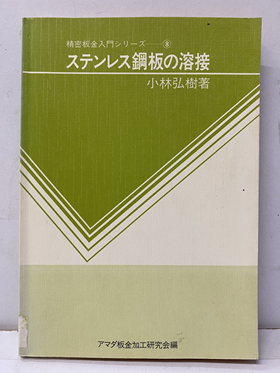 精密板金入門シリーズ——⑧
ステンレス鋼板の溶接
小林弘樹著
アマダ板金加工研究会編